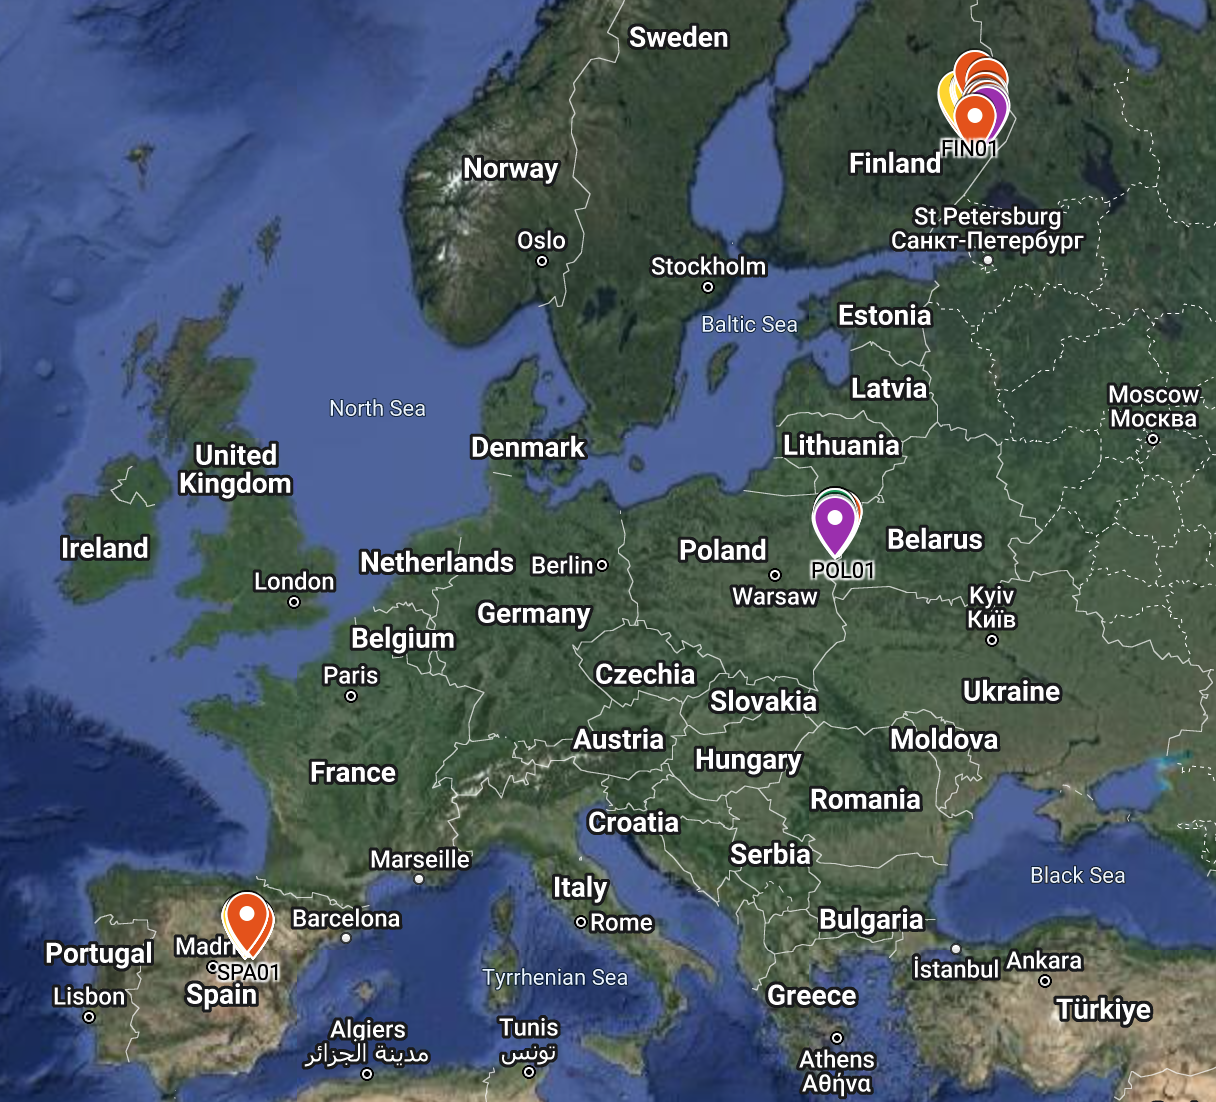 Sweden
FIN01
Norway
Finland
St Petersburg
Санкт-Петербург
Oslo
Stockholm
Baltic Sea
Estonia
Latvia
Moscow
Москва
North Sea
Denmark
Lithuania
United
Kingdom
Ireland
Netherlands
Berlin
Poland
Belarus
POL01
London
Warsaw
Kyiv
Київ
Germany
Belgium
Paris
Czechia
Slovakia
Ukraine
Austria
Hungary
Moldova
France
Romania
Croatia
Serbia
Marseille
Italy
Black Sea
Barcelona
Rome
Bulgaria
Portugal
Madri
SPA01
Spain
Tyrrhenian Sea
İstanbul
Ankara
Lisbon
Greece
Türkiye
Algiers
مدينة الجزائر
Tunis
تونس
Athens
Αθήνα